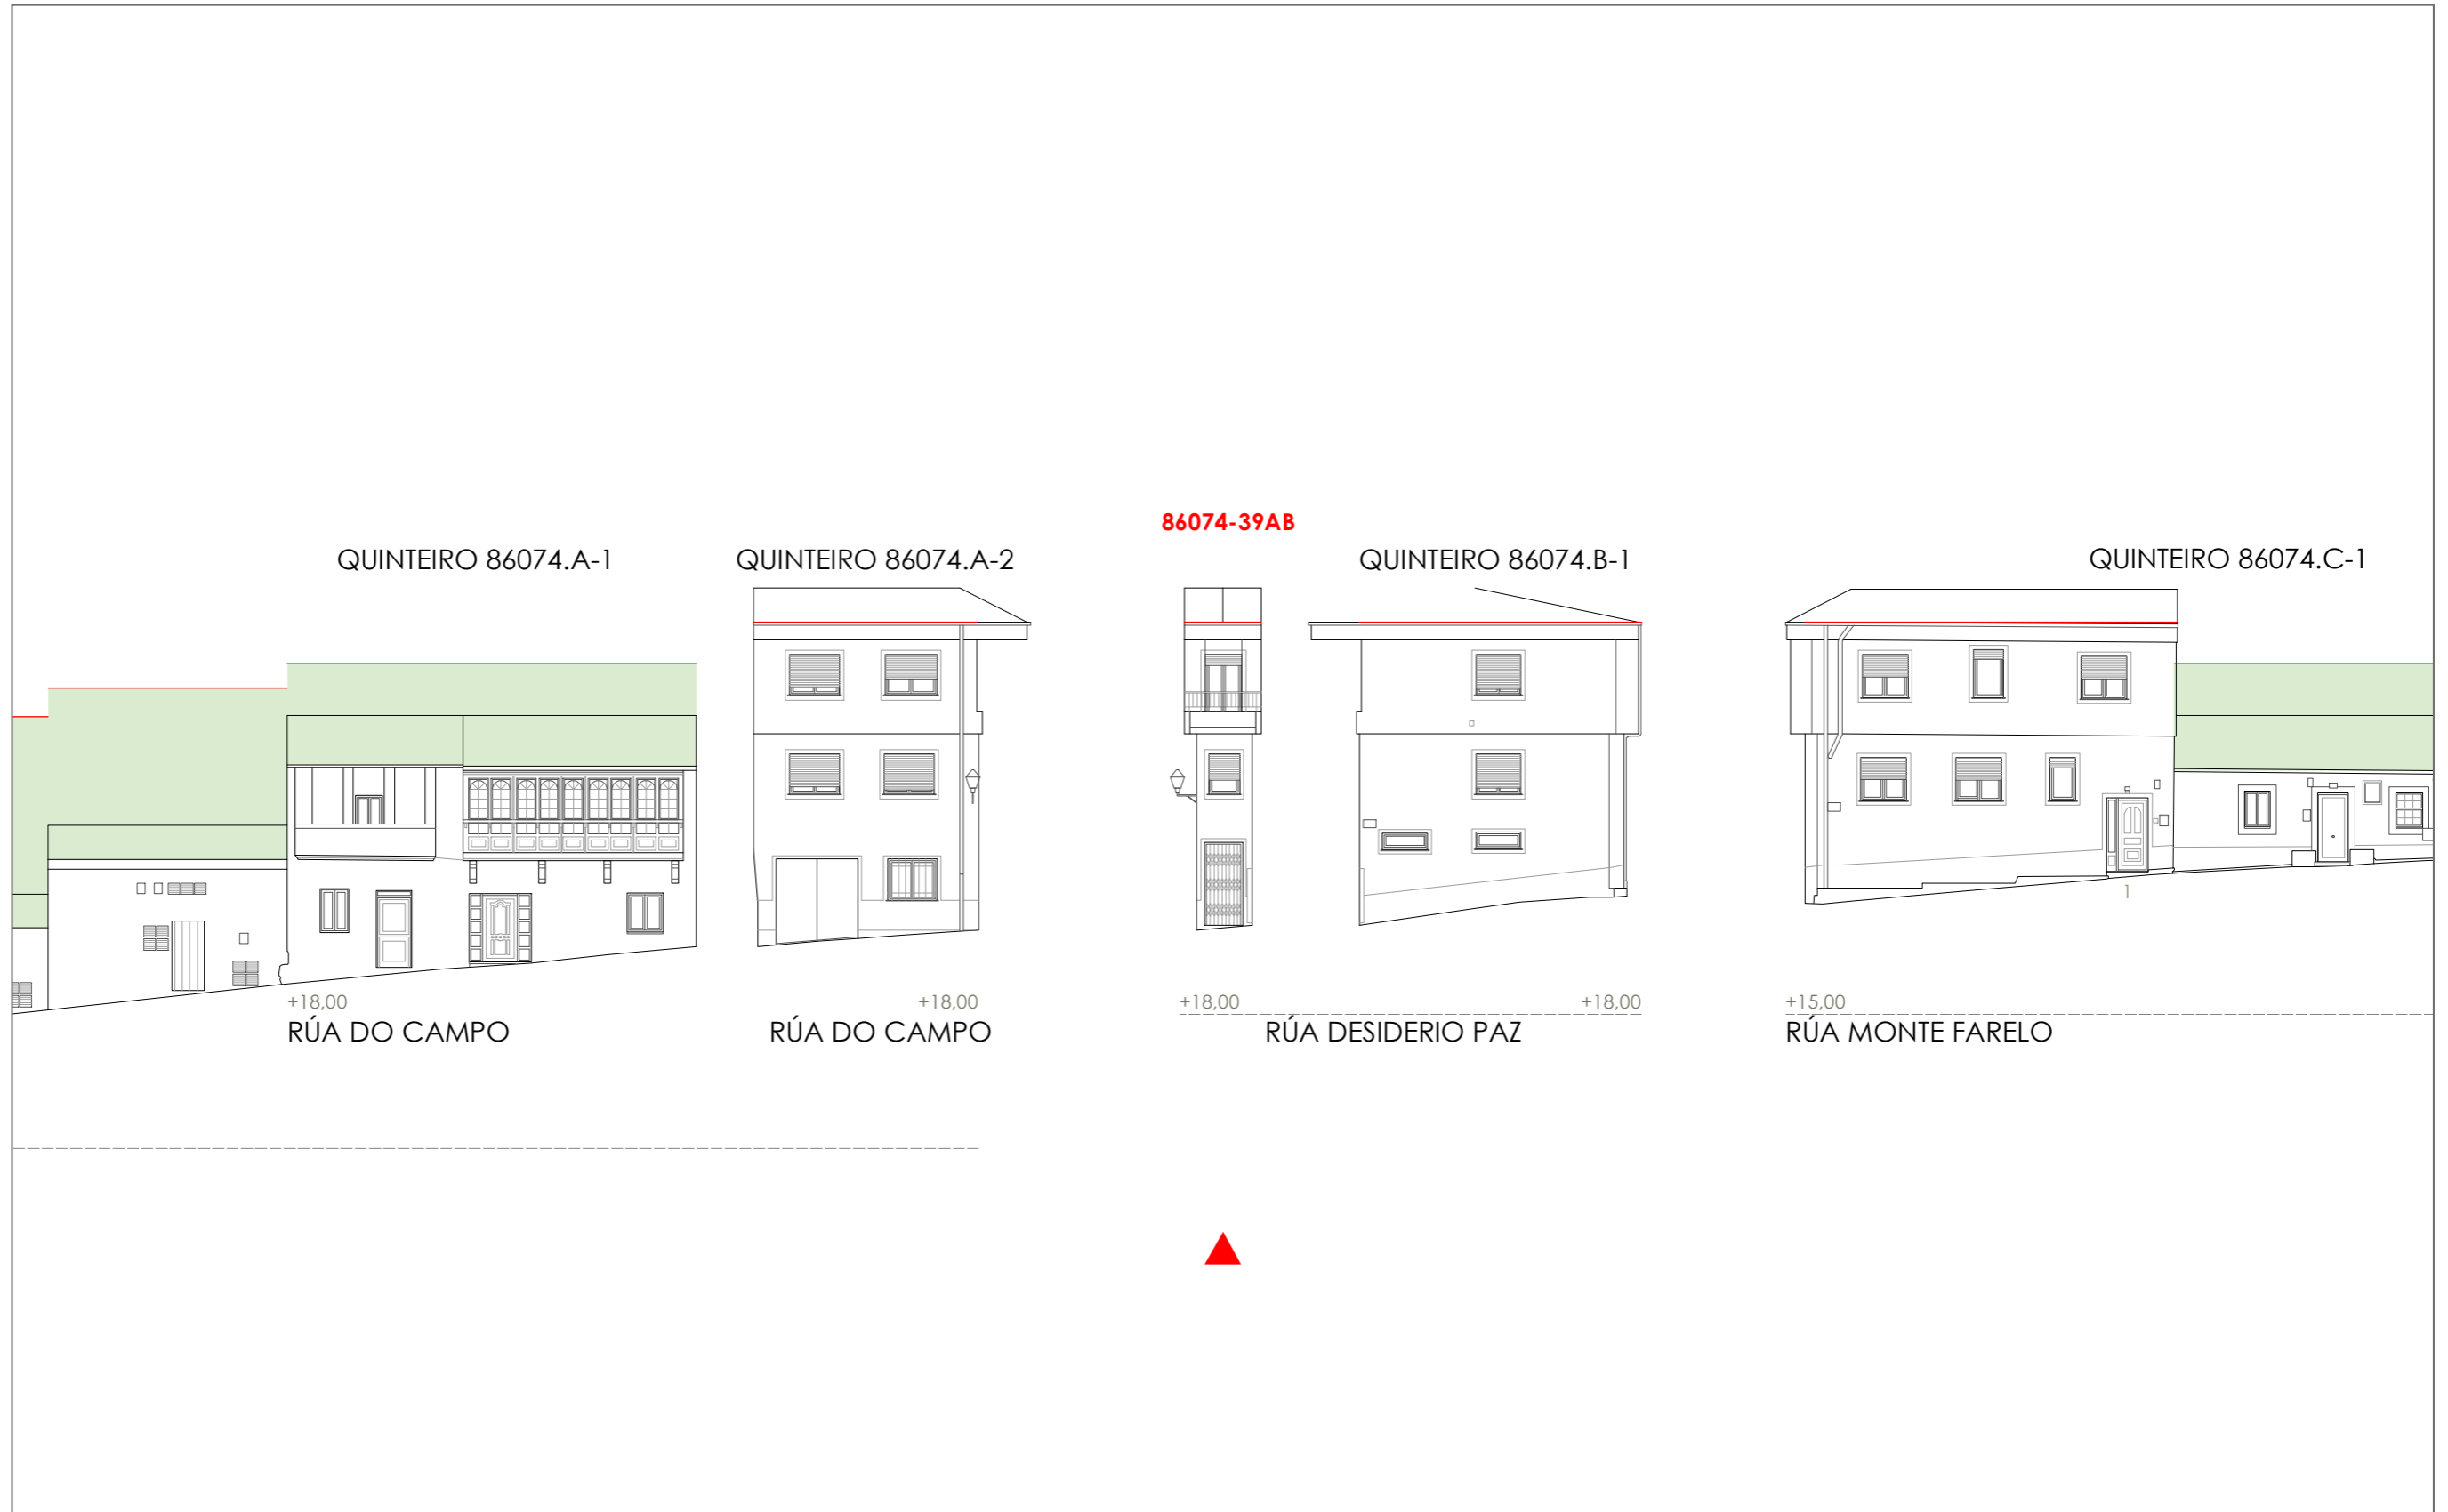 86074-39AB
QUINTEIRO 86074.A-1
QUINTEIRO 86074.A-2
QUINTEIRO 86074.B-1
QUINTEIRO 86074.C-1
1
+18,00
+18,00
+18,00
+18,00
+15,00
RÚA DO CAMPO
RÚA DO CAMPO
RÚA DESIDERIO PAZ
RÚA MONTE FARELO